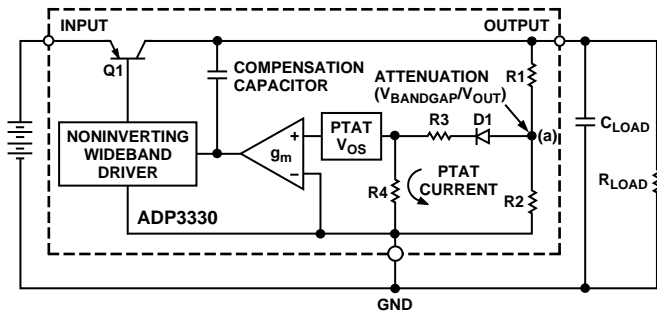 INPUT
OUTPUT
Q1
COMPENSATION
CAPACITOR
ATTENUATION
(VBANDGAP/VOUT)
R1
NONINVERTING
WIDEBAND
DRIVER
gm
+
−
PTAT
VOS
R3
D1
(a)
CLOAD
RLOAD
R4
PTAT
CURRENT
R2
ADP3330
GND